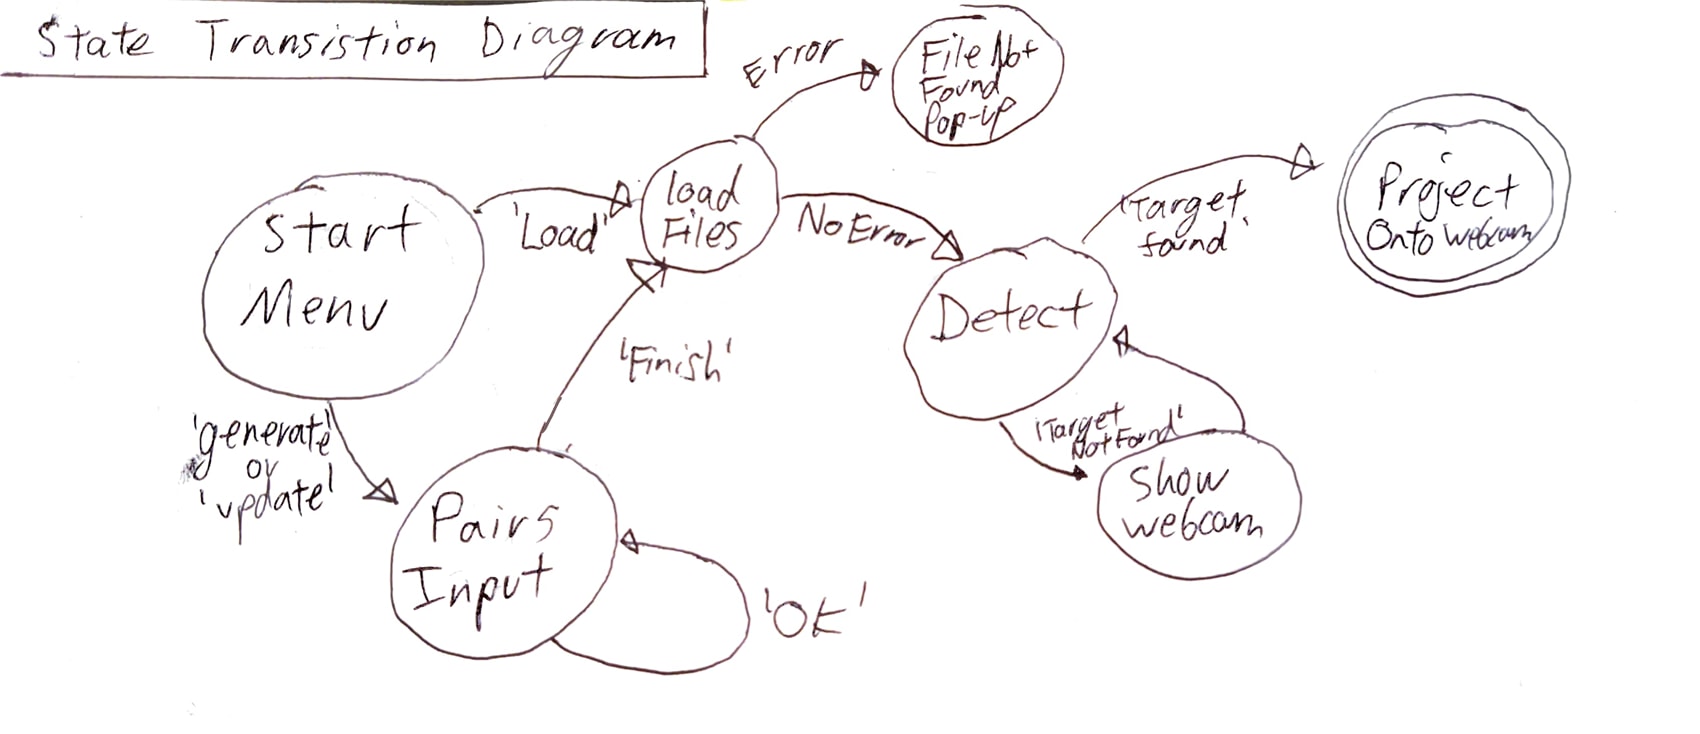 State Transistion Diagram
Error
File Not
Found
Pop-up
load
Files
Start
Menu
'Load'
No Error
'Target
found'
Project
Onto Webcam
Detect
'Finish'
'generate'
or
'update'
'Target
Not Found'
Show
webcam
Pairs
Input
'OK'